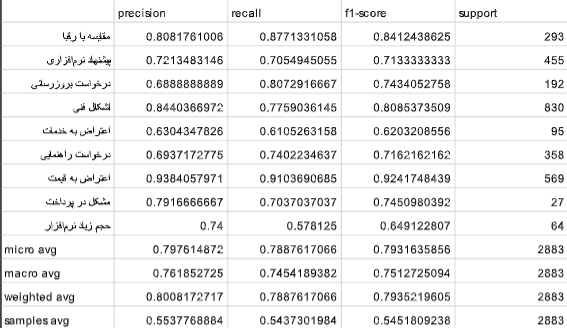 precision recall f1-score support
مقایسه با رقبا 0.8081761006 0.8771331058 0.8412438625 293
پیشنهاد نرم‌افزاری 0.7213483146 0.7054945055 0.7133333333 455
درخواست بروزرسانی 0.6888888889 0.8072916667 0.7434052758 192
اشکال فنی 0.8440366972 0.7759036145 0.8085373509 830
اعتراض به خدمات 0.6304347826 0.6105263158 0.6203208556 95
درخواست راهنمایی 0.6937172775 0.7402234637 0.7162162162 358
اعتراض به قیمت 0.9384057971 0.9103690685 0.9241748439 569
مشکل در پرداخت 0.7916666667 0.7037037037 0.7450980392 27
حجم زیاد نرم‌افزار 0.74 0.578125 0.649122807 64
micro avg 0.797614872 0.7887617066 0.7931635856 2883
macro avg 0.761852725 0.7454189382 0.7512725094 2883
weighted avg 0.8008172717 0.7887617066 0.7935219605 2883
samples avg 0.5537768884 0.5437301984 0.5451809238 2883